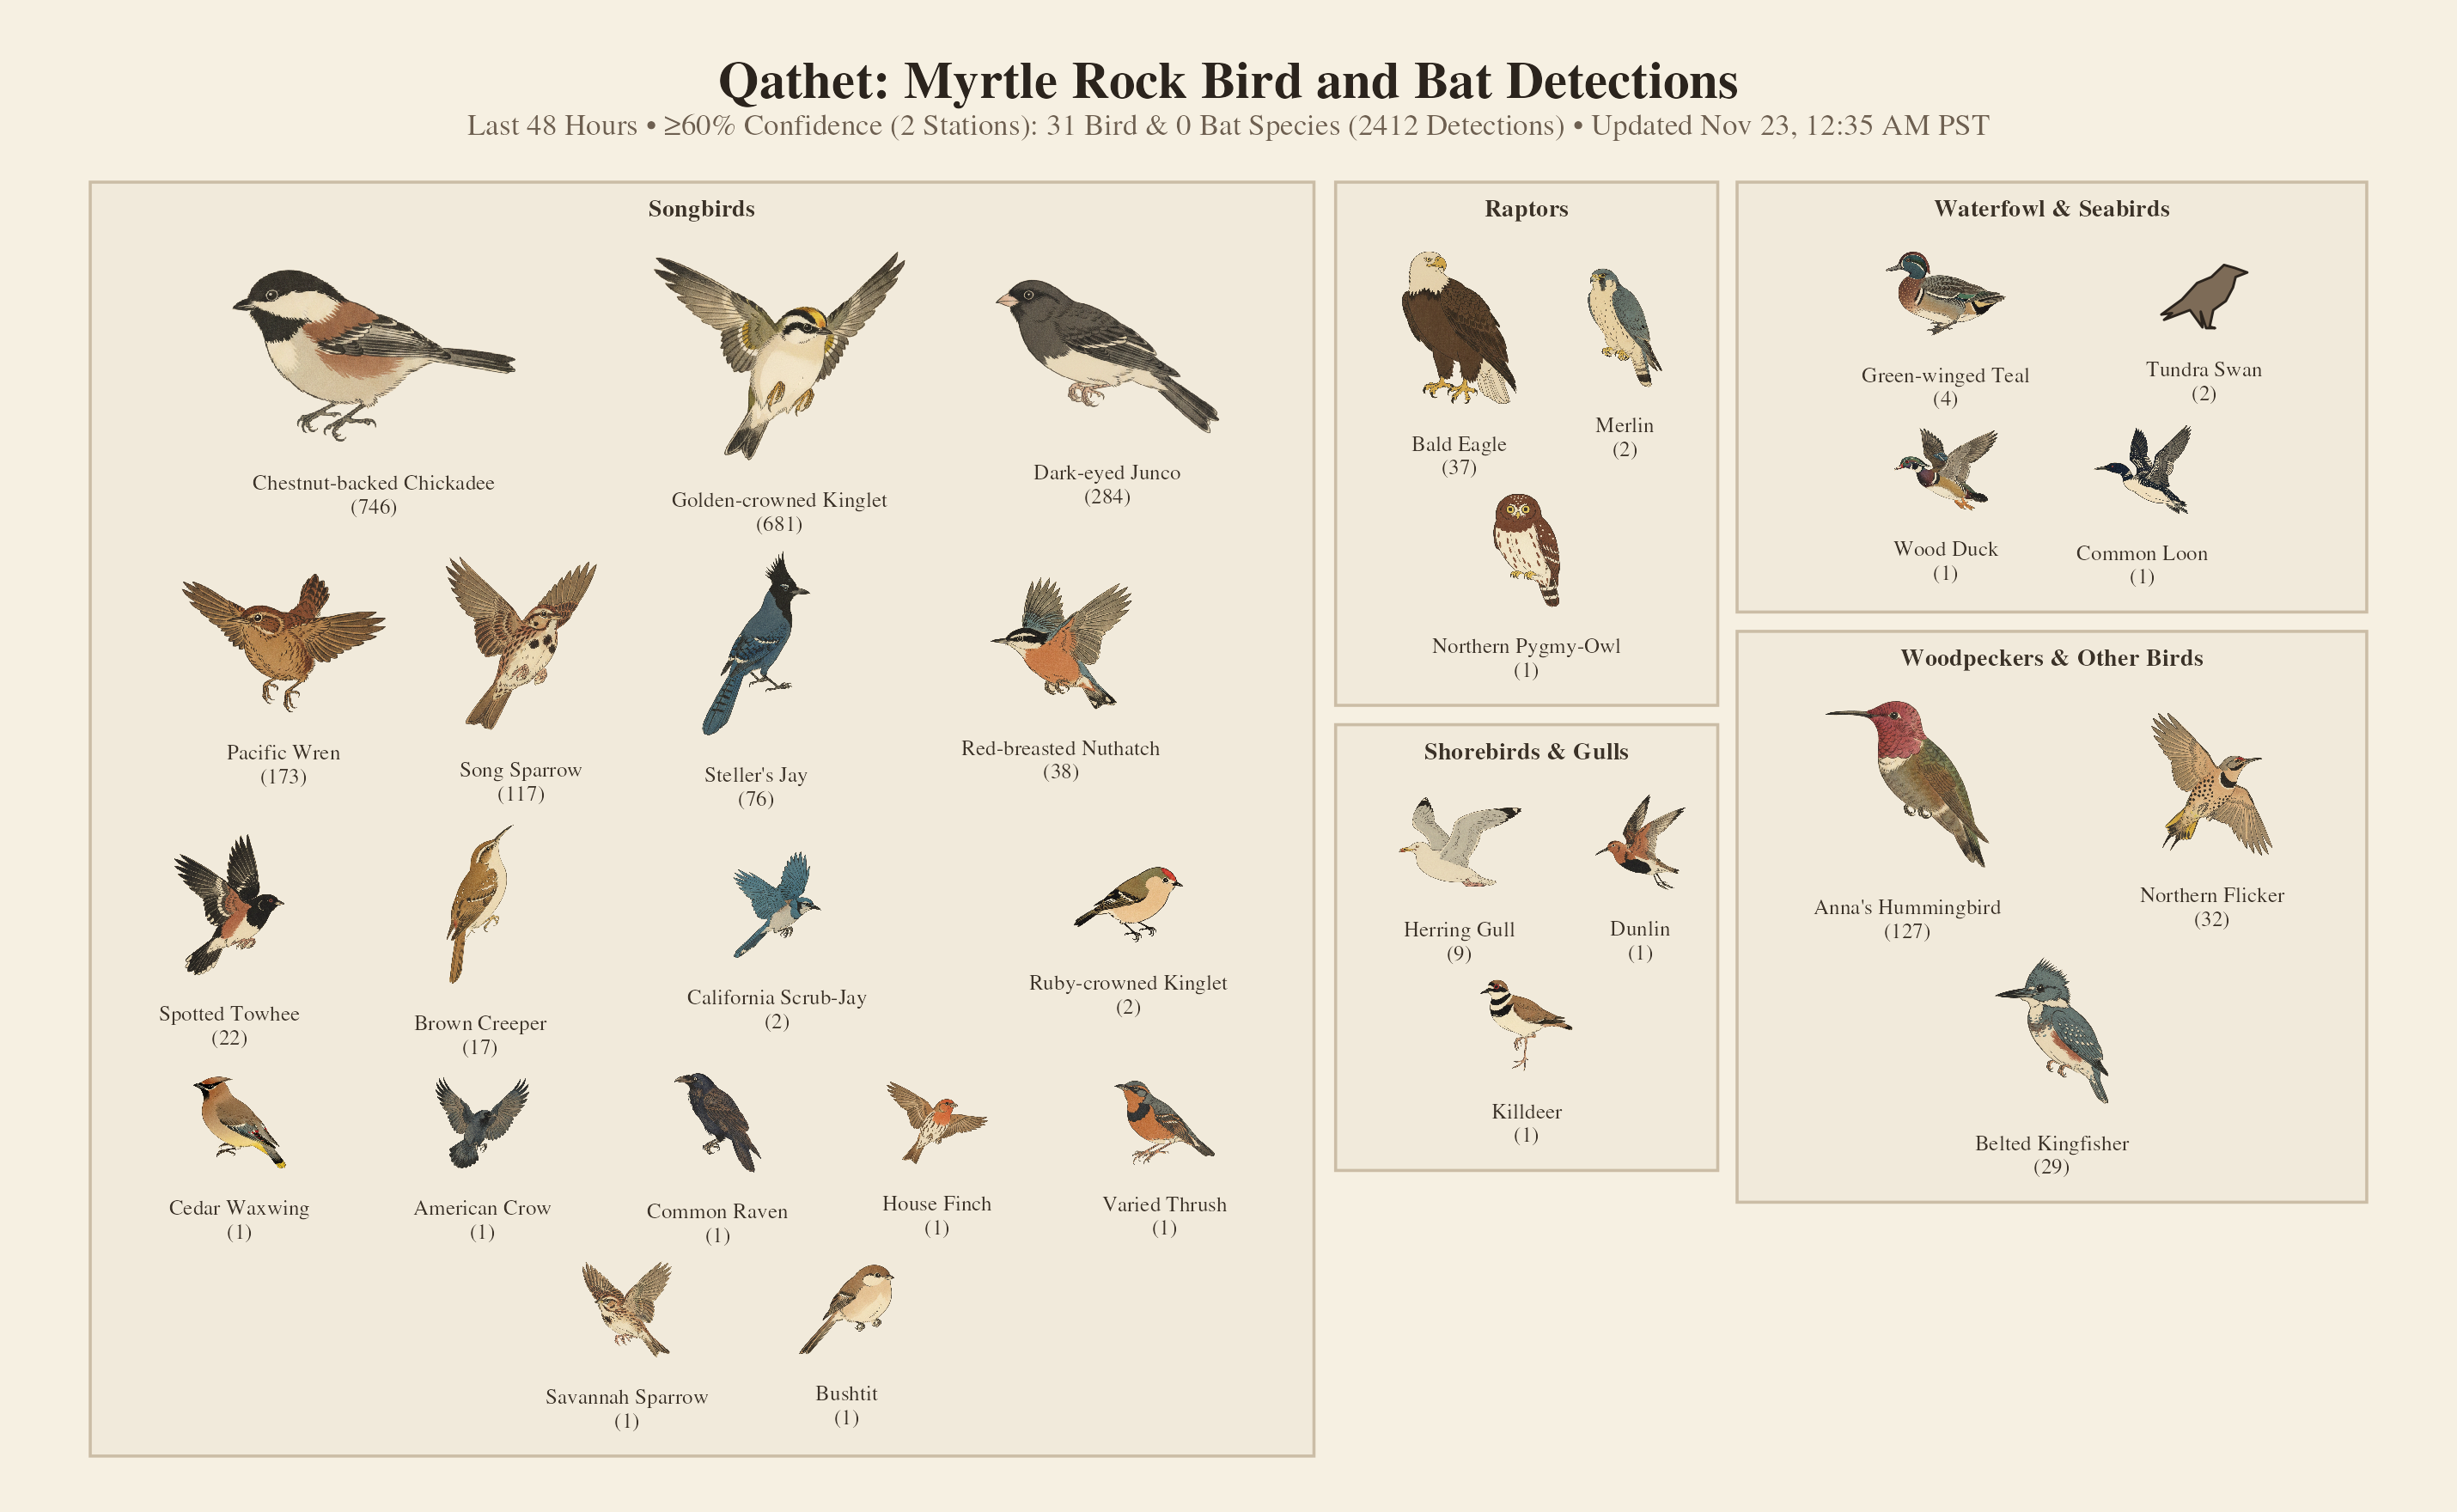 Qathet: Myrtle Rock Bird and Bat Detections
Last 48 Hours • ≥60% Confidence (2 Stations): 31 Bird & 0 Bat Species (2412 Detections) • Updated Nov 23, 12:35 AM PST
Songbirds
Chestnut-backed Chickadee
(746)
Golden-crowned Kinglet
(681)
Dark-eyed Junco
(284)
Pacific Wren
(173)
Song Sparrow
(117)
Steller's Jay
(76)
Red-breasted Nuthatch
(38)
Spotted Towhee
(22)
Brown Creeper
(17)
California Scrub-Jay
(2)
Ruby-crowned Kinglet
(2)
Cedar Waxwing
(1)
American Crow
(1)
Common Raven
(1)
House Finch
(1)
Varied Thrush
(1)
Savannah Sparrow
(1)
Bushtit
(1)
Raptors
Bald Eagle
(37)
Merlin
(2)
Northern Pygmy-Owl
(1)
Shorebirds & Gulls
Herring Gull
(9)
Dunlin
(1)
Killdeer
(1)
Waterfowl & Seabirds
Green-winged Teal
(4)
Tundra Swan
(2)
Wood Duck
(1)
Common Loon
(1)
Woodpeckers & Other Birds
Anna's Hummingbird
(127)
Northern Flicker
(32)
Belted Kingfisher
(29)